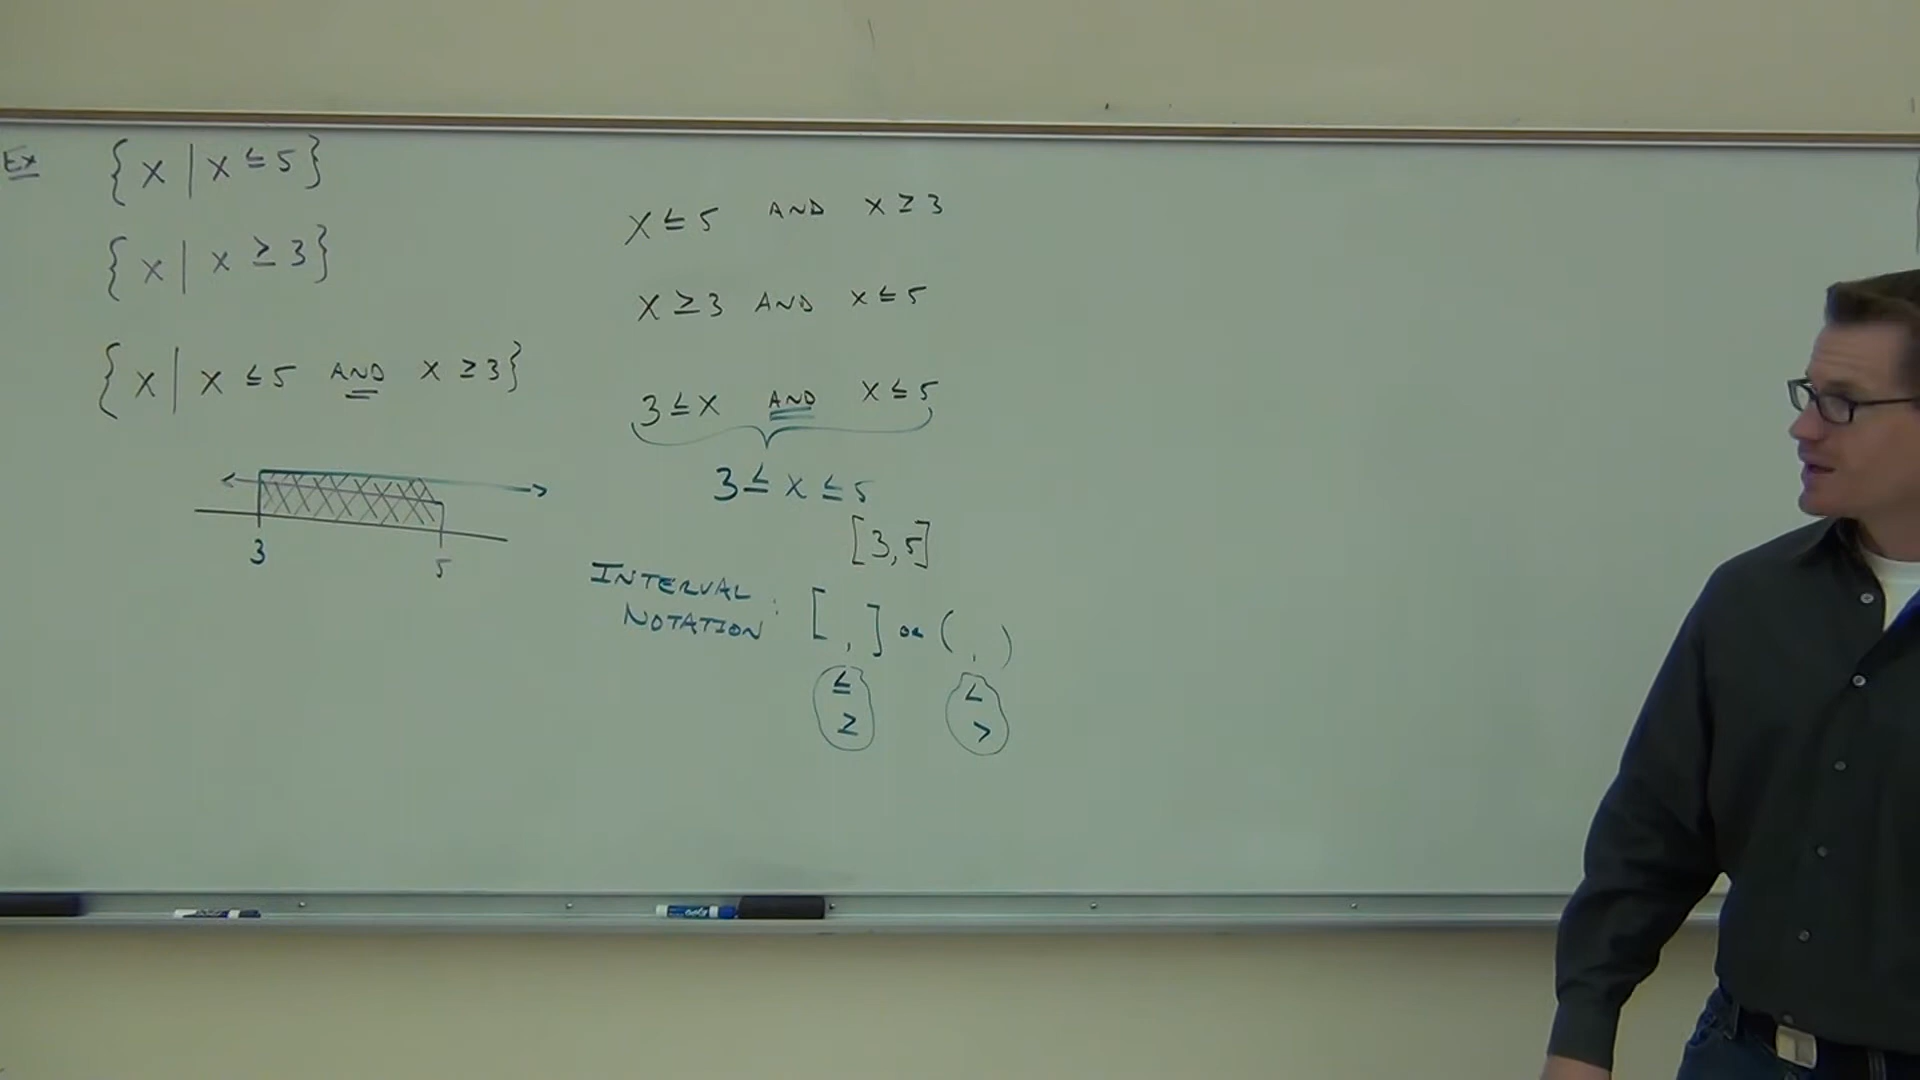 Ex {x | x ≤ 5}
{x | x ≥ 3}
{x | x ≤ 5 AND x ≥ 3}
3 5
x ≤ 5 AND x ≥ 3
x ≥ 3 AND x ≤ 5
3 ≤ x AND x ≤ 5
3 ≤ x ≤ 5
[3,5]
INTERVAL
NOTATION : [ , ] OR ( , )
≤ <
≥ >